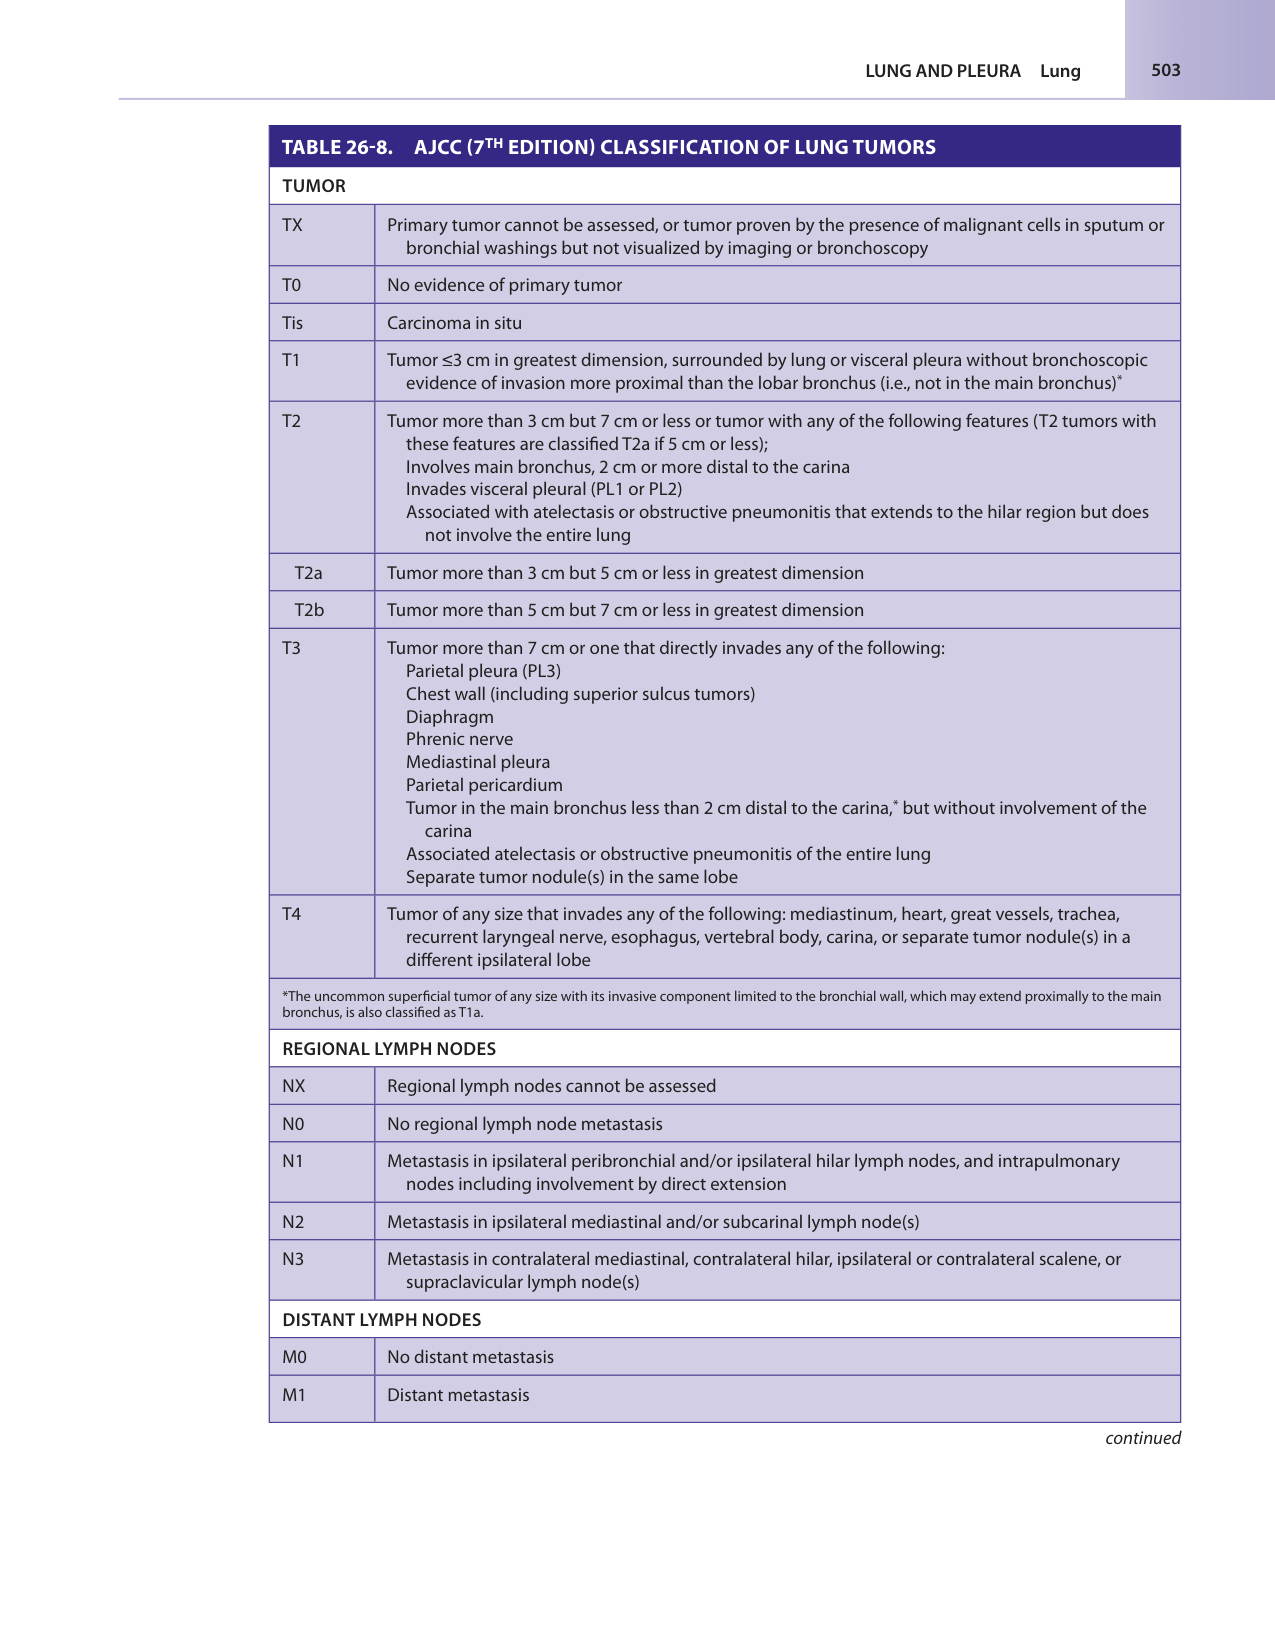 LUNG AND PLEURA Lung 503
TABLE 26-8. AJCC (7TH EDITION) CLASSIFICATION OF LUNG TUMORS
TUMOR
TX Primary tumor cannot be assessed, or tumor proven by the presence of malignant cells in sputum or
bronchial washings but not visualized by imaging or bronchoscopy
T0 No evidence of primary tumor
Tis Carcinoma in situ
T1 Tumor ≤3 cm in greatest dimension, surrounded by lung or visceral pleura without bronchoscopic
evidence of invasion more proximal than the lobar bronchus (i.e., not in the main bronchus)*
T2 Tumor more than 3 cm but 7 cm or less or tumor with any of the following features (T2 tumors with
these features are classified T2a if 5 cm or less);
Involves main bronchus, 2 cm or more distal to the carina
Invades visceral pleural (PL1 or PL2)
Associated with atelectasis or obstructive pneumonitis that extends to the hilar region but does
not involve the entire lung
T2a Tumor more than 3 cm but 5 cm or less in greatest dimension
T2b Tumor more than 5 cm but 7 cm or less in greatest dimension
T3 Tumor more than 7 cm or one that directly invades any of the following:
Parietal pleura (PL3)
Chest wall (including superior sulcus tumors)
Diaphragm
Phrenic nerve
Mediastinal pleura
Parietal pericardium
Tumor in the main bronchus less than 2 cm distal to the carina,* but without involvement of the
carina
Associated atelectasis or obstructive pneumonitis of the entire lung
Separate tumor nodule(s) in the same lobe
T4 Tumor of any size that invades any of the following: mediastinum, heart, great vessels, trachea,
recurrent laryngeal nerve, esophagus, vertebral body, carina, or separate tumor nodule(s) in a
different ipsilateral lobe
*The uncommon superficial tumor of any size with its invasive component limited to the bronchial wall, which may extend proximally to the main
bronchus, is also classified as T1a.
REGIONAL LYMPH NODES
NX Regional lymph nodes cannot be assessed
N0 No regional lymph node metastasis
N1 Metastasis in ipsilateral peribronchial and/or ipsilateral hilar lymph nodes, and intrapulmonary
nodes including involvement by direct extension
N2 Metastasis in ipsilateral mediastinal and/or subcarinal lymph node(s)
N3 Metastasis in contralateral mediastinal, contralateral hilar, ipsilateral or contralateral scalene, or
supraclavicular lymph node(s)
DISTANT LYMPH NODES
M0 No distant metastasis
M1 Distant metastasis
continued